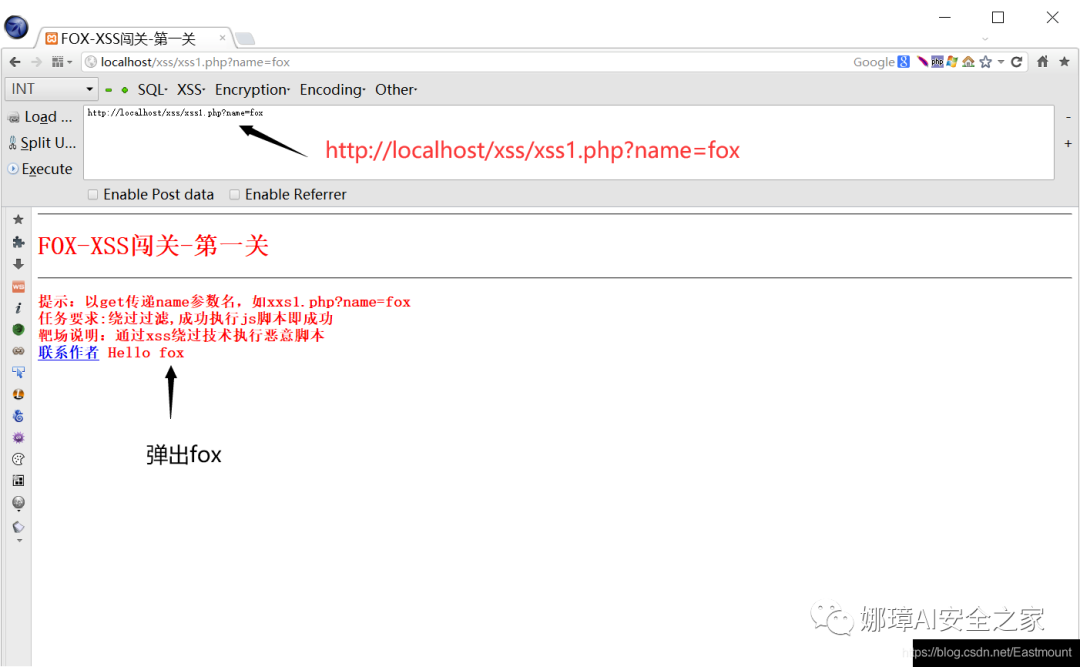 FOX-XSS闯关-第一关
localhost/xss/xss1.php?name=fox
Google
INT
SQL- XSS- Encryption- Encoding- Other-
Load ...
http://localhost/xss/xss1.php?name=fox
Split U...
http://localhost/xss/xss1.php?name=fox
Execute
Enable Post data Enable Referrer
FOX-XSS闯关-第一关
提示：以get传递name参数名，如xxs1.php?name=fox
任务要求:绕过过滤,成功执行js脚本即成功
靶场说明：通过xss绕过技术执行恶意脚本
联系作者 Hello fox
弹出fox
娜璋AI安全之家
https://blog.csdn.net/Eastmount